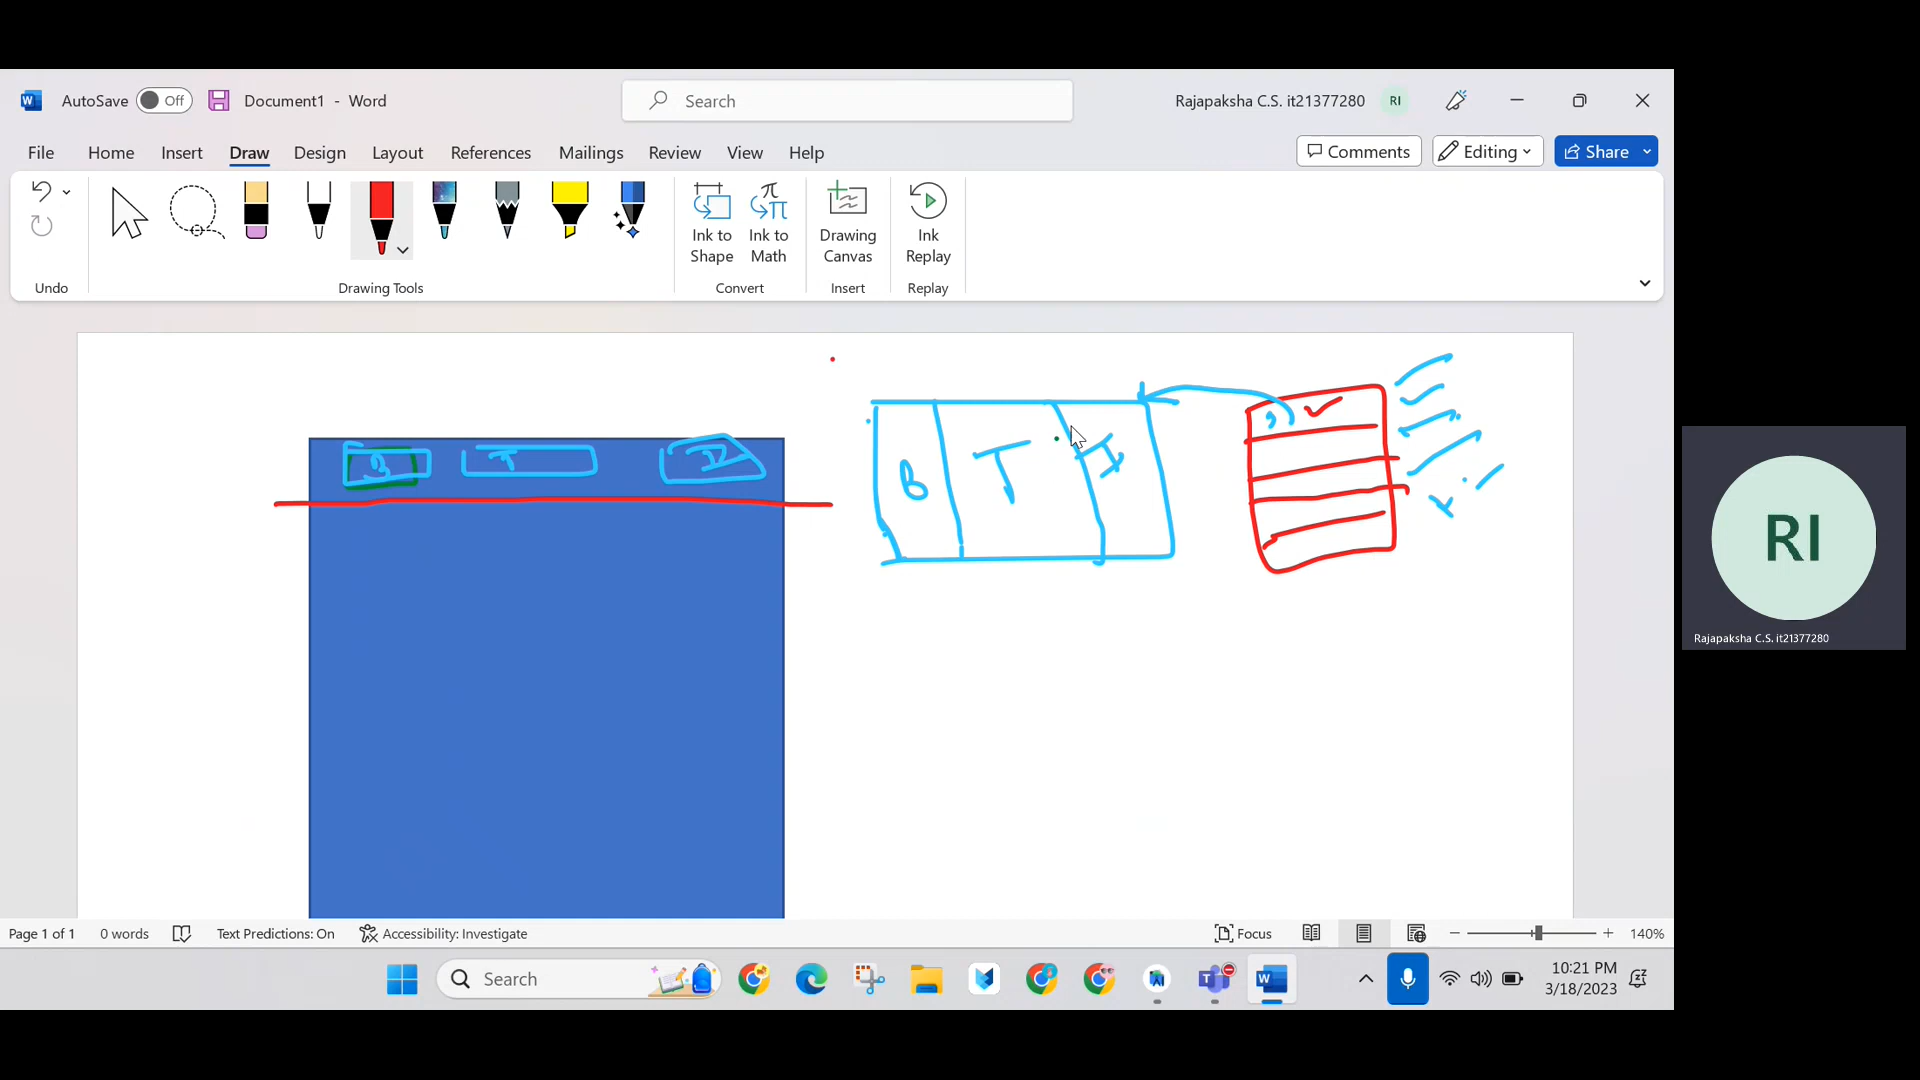 AutoSave Off Document1 - Word Search Rajapaksha C.S. it21377280 RI
File Home Insert Draw Design Layout References Mailings Review View Help Comments Editing Share
Ink to Shape
Ink to Math
Drawing Canvas
Ink Replay
Undo Drawing Tools Convert Insert Replay
B T I
B T
RI
Rajapaksha C.S. it21377280
Page 1 of 1 0 words Text Predictions: On Accessibility: Investigate Focus 140%
Search 10:21 PM
3/18/2023